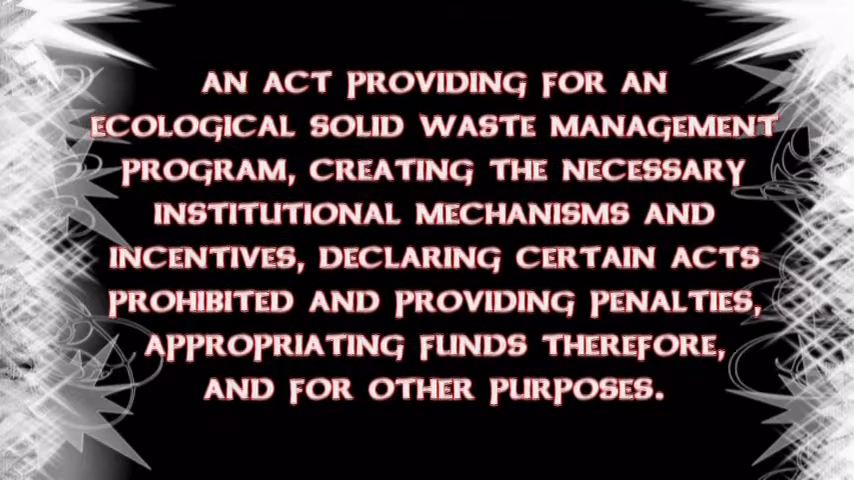 AN ACT PROVIDING FOR AN
ECOLOGICAL SOLID WASTE MANAGEMENT
PROGRAM, CREATING THE NECESSARY
INSTITUTIONAL MECHANISMS AND
INCENTIVES, DECLARING CERTAIN ACTS
PROHIBITED AND PROVIDING PENALTIES,
APPROPRIATING FUNDS THEREFORE,
AND FOR OTHER PURPOSES.